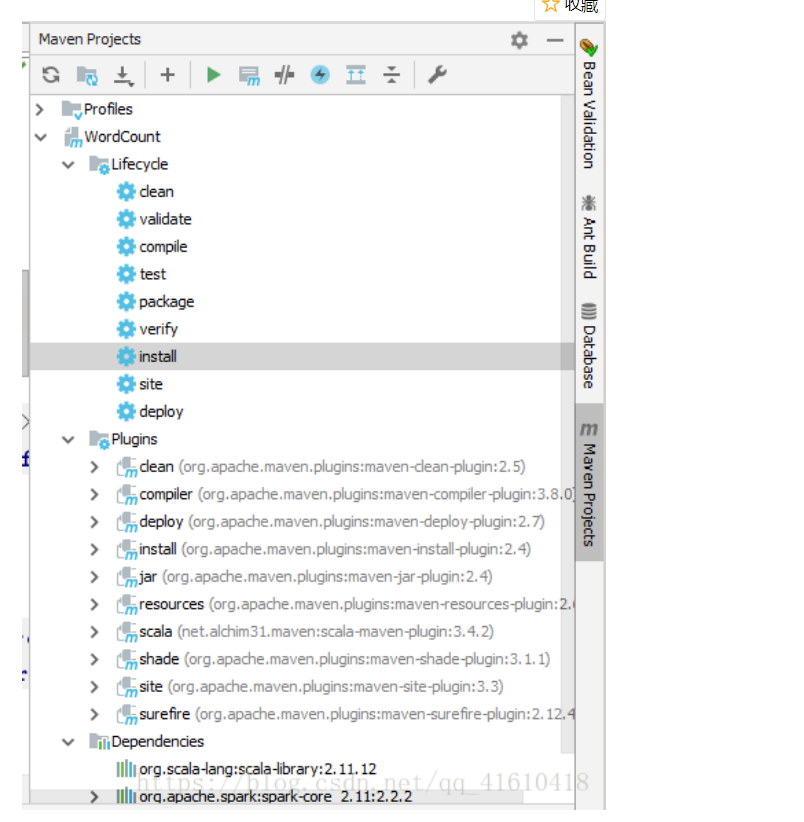 收藏
Maven Projects
Profiles
WordCount
Lifecycle
clean
validate
compile
test
package
verify
install
site
deploy
Plugins
clean (org.apache.maven.plugins:maven-clean-plugin:2.5)
compiler (org.apache.maven.plugins:maven-compiler-plugin:3.8.0)
deploy (org.apache.maven.plugins:maven-deploy-plugin:2.7)
install (org.apache.maven.plugins:maven-install-plugin:2.4)
jar (org.apache.maven.plugins:maven-jar-plugin:2.4)
resources (org.apache.maven.plugins:maven-resources-plugin:2.
scala (net.alchim31.maven:scala-maven-plugin:3.4.2)
shade (org.apache.maven.plugins:maven-shade-plugin:3.1.1)
site (org.apache.maven.plugins:maven-site-plugin:3.3)
surefire (org.apache.maven.plugins:maven-surefire-plugin:2.12.4
Dependencies
org.scala-lang:scala-library:2.11.12
org.apache.spark:spark-core_2.11:2.2.2
https://blog.csdn.net/qq_41610418
Bean Validation
Ant Build
Database
Maven Projects